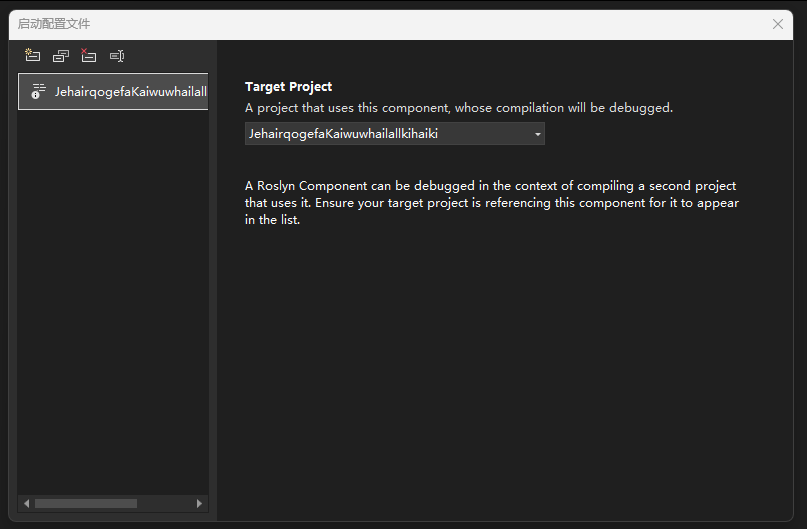 启动配置文件
JehairqogefaKaiwuwhailall
Target Project
A project that uses this component, whose compilation will be debugged.
JehairqogefaKaiwuwhailallkihaiki
A Roslyn Component can be debugged in the context of compiling a second project
that uses it. Ensure your target project is referencing this component for it to appear
in the list.